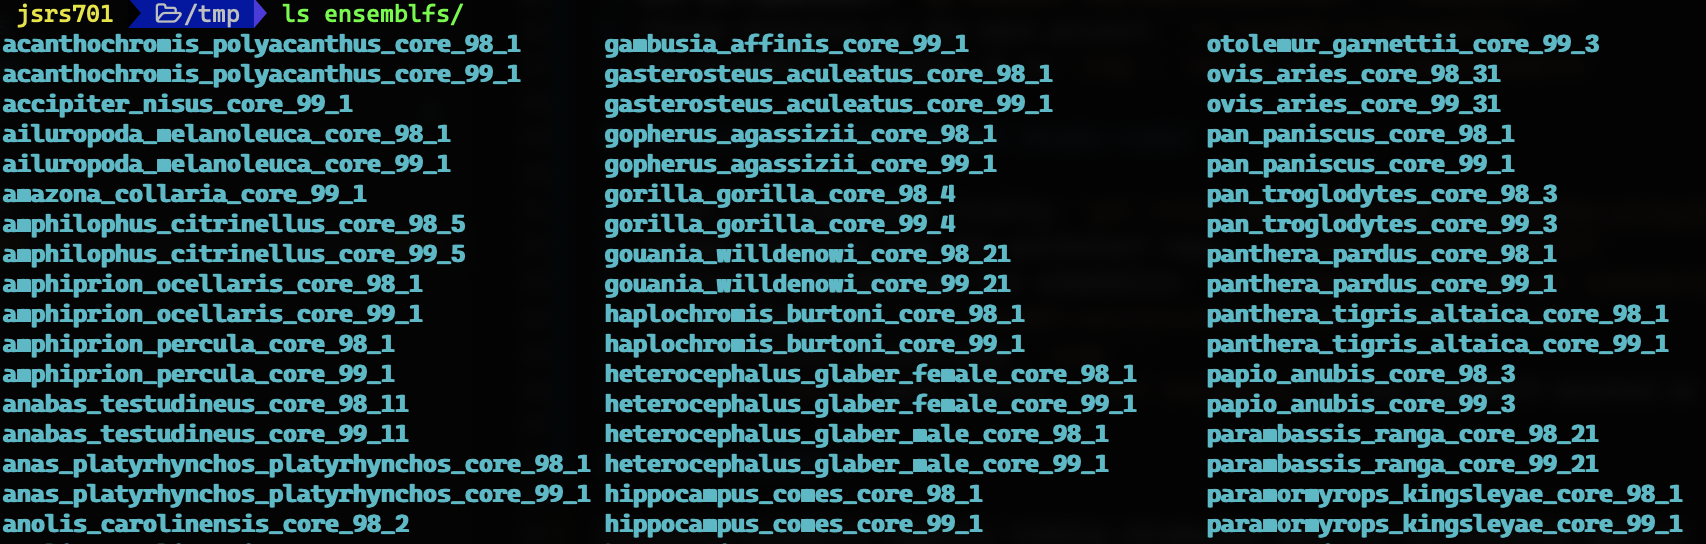 jsrs701 /tmp ls ensemblfs/
acanthochromis_polyacanthus_core_98_1 gambusia_affinis_core_99_1 otolemur_garnettii_core_99_3
acanthochromis_polyacanthus_core_99_1 gasterosteus_aculeatus_core_98_1 ovis_aries_core_98_31
accipiter_nisus_core_99_1 gasterosteus_aculeatus_core_99_1 ovis_aries_core_99_31
ailuropoda_melanoleuca_core_98_1 gopherus_agassizii_core_98_1 pan_paniscus_core_98_1
ailuropoda_melanoleuca_core_99_1 gopherus_agassizii_core_99_1 pan_paniscus_core_99_1
amazona_collaria_core_99_1 gorilla_gorilla_core_98_4 pan_troglodytes_core_98_3
amphilophus_citrinellus_core_98_5 gorilla_gorilla_core_99_4 pan_troglodytes_core_99_3
amphilophus_citrinellus_core_99_5 gouania_willdenowi_core_98_21 panthera_pardus_core_98_1
amphiprion_ocellaris_core_98_1 gouania_willdenowi_core_99_21 panthera_pardus_core_99_1
amphiprion_ocellaris_core_99_1 haplochromis_burtoni_core_98_1 panthera_tigris_altaica_core_98_1
amphiprion_percula_core_98_1 haplochromis_burtoni_core_99_1 panthera_tigris_altaica_core_99_1
amphiprion_percula_core_99_1 heterocephalus_glaber_female_core_98_1 papio_anubis_core_98_3
anabas_testudineus_core_98_11 heterocephalus_glaber_female_core_99_1 papio_anubis_core_99_3
anabas_testudineus_core_99_11 heterocephalus_glaber_male_core_98_1 parambassis_ranga_core_98_21
anas_platyrhynchos_platyrhynchos_core_98_1 heterocephalus_glaber_male_core_99_1 parambassis_ranga_core_99_21
anas_platyrhynchos_platyrhynchos_core_99_1 hippocampus_comes_core_98_1 paramormyrops_kingsleyae_core_98_1
anolis_carolinensis_core_98_2 hippocampus_comes_core_99_1 paramormyrops_kingsleyae_core_99_1